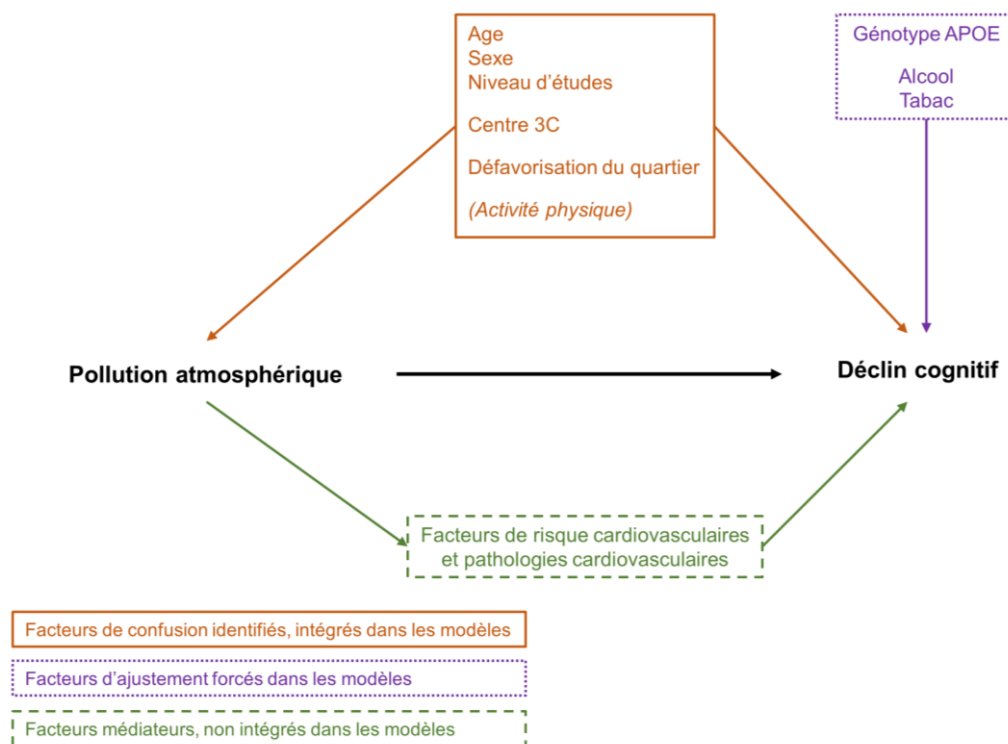 Age
Sexe
Niveau d'études
Centre 3C
Défavorisation du quartier
(Activité physique)
Génotype APOE
Alcool
Tabac
Pollution atmosphérique
Déclin cognitif
Facteurs de risque cardiovasculaires
et pathologies cardiovasculaires
Facteurs de confusion identifiés, intégrés dans les modèles
Facteurs d'ajustement forcés dans les modèles
Facteurs médiateurs, non intégrés dans les modèles